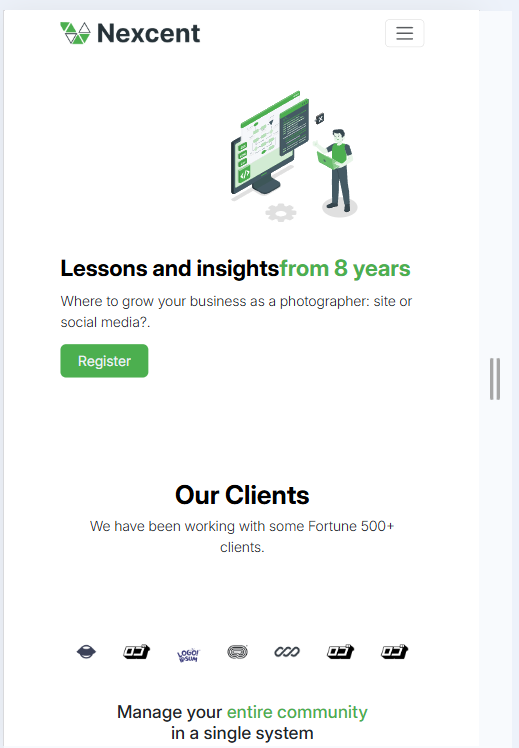 Nexcent
Lessons and insightsfrom 8 years
Where to grow your business as a photographer: site or
social media?.
Register
Our Clients
We have been working with some Fortune 500+
clients.
LOGO!
IPSUM
Manage your entire community
in a single system